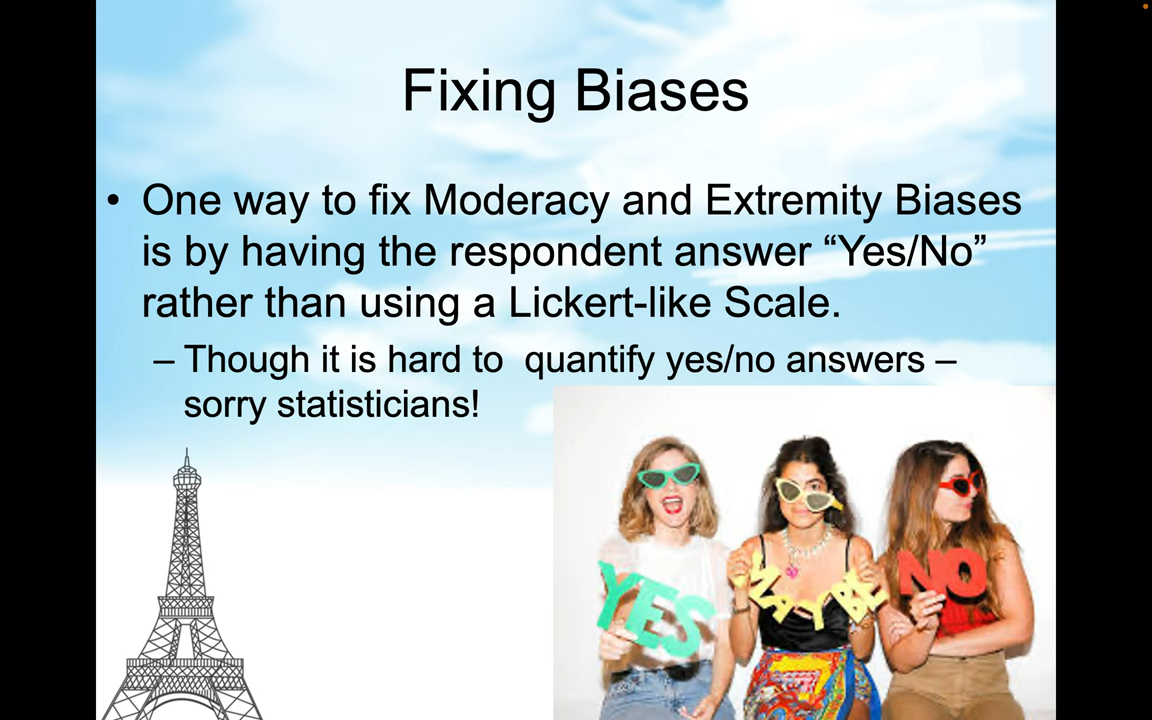 Fixing Biases
• One way to fix Moderacy and Extremity Biases
is by having the respondent answer “Yes/No”
rather than using a Lickert-like Scale.
– Though it is hard to  quantify yes/no answers –
sorry statisticians!
YES
MAYBE
NO